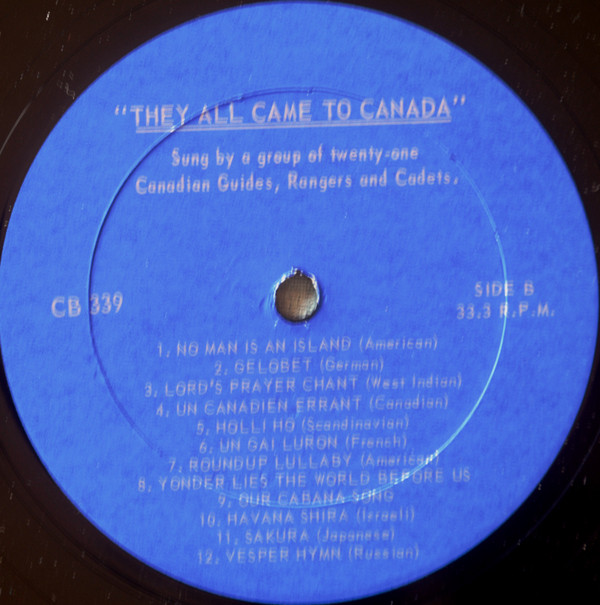 "THEY ALL CAME TO CANADA"
Sung by a group of twenty-one
Canadian Guides, Rangers and Cadets.
CB 339
SIDE B
33.3 R.P.M.
1. NO MAN IS AN ISLAND (American)
2. GELOBET (German)
3. LORD'S PRAYER CHANT (West Indian)
4. UN CANADIEN ERRANT (Canadian)
5. HOLLI HO (Scandinavian)
6. UN GAI LURON (French)
7. ROUNDUP LULLABY (American)
8. YONDER LIES THE WORLD BEFORE US
9. OUR CABANA SONG
10. HAVANA SHIRA (Israeli)
11. SAKURA (Japanese)
12. VESPER HYMN (Russian)